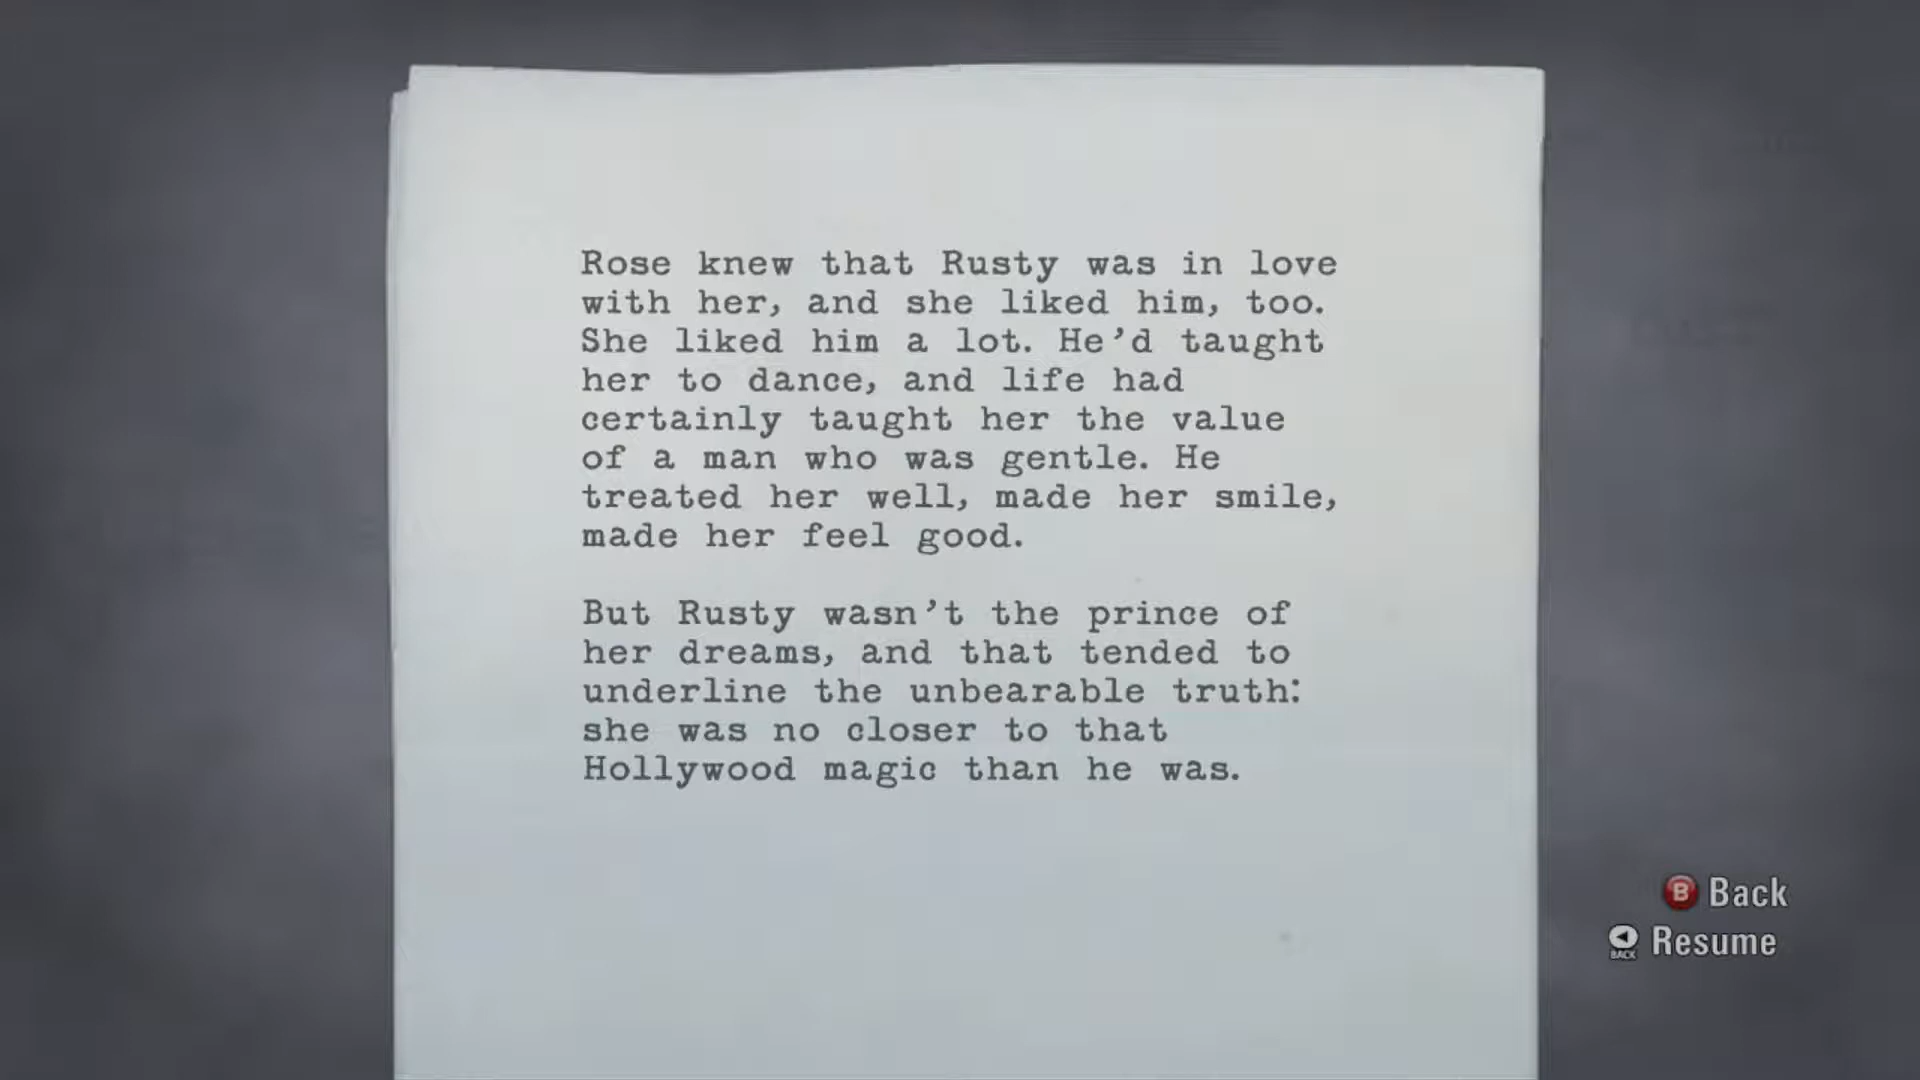 Rose knew that Rusty was in love
with her, and she liked him, too.
She liked him a lot. He’d taught
her to dance, and life had
certainly taught her the value
of a man who was gentle. He
treated her well, made her smile,
made her feel good.
But Rusty wasn’t the prince of
her dreams, and that tended to
underline the unbearable truth:
she was no closer to that
Hollywood magic than he was.
B Back
BACK Resume